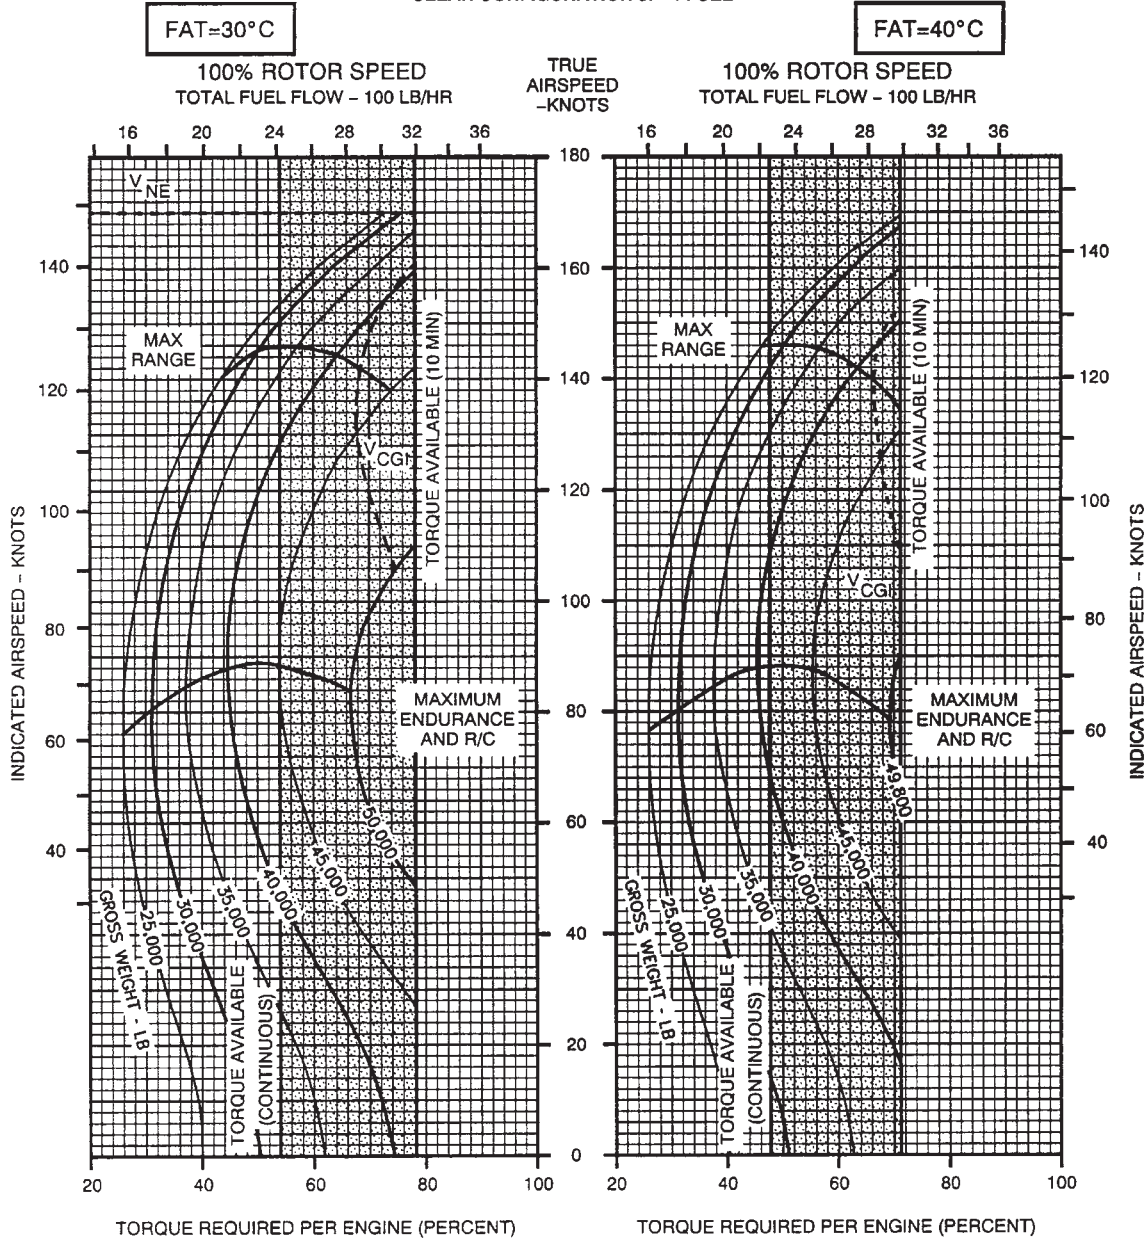 FAT=30°C
100% ROTOR SPEED
TOTAL FUEL FLOW – 100 LB/HR
16 20 24 28 32 36
TRUE
AIRSPEED
–KNOTS
FAT=40°C
100% ROTOR SPEED
TOTAL FUEL FLOW – 100 LB/HR
16 20 24 28 32 36
INDICATED AIRSPEED – KNOTS
140
120
100
80
60
40
VNE
MAX
RANGE
TORQUE AVAILABLE (10 MIN)
VCGI
MAXIMUM
ENDURANCE
AND R/C
GROSS WEIGHT - LB
25,000
30,000
35,000
40,000
45,000
50,000
TORQUE AVAILABLE
(CONTINUOUS)
20 40 60 80 100
TORQUE REQUIRED PER ENGINE (PERCENT)
180
160
140
120
100
80
60
40
20
0
MAX
RANGE
TORQUE AVAILABLE (10 MIN)
VCGI
MAXIMUM
ENDURANCE
AND R/C
GROSS WEIGHT - LB
25,000
30,000
35,000
40,000
45,000
49,800
TORQUE AVAILABLE
(CONTINUOUS)
20 40 60 80 100
TORQUE REQUIRED PER ENGINE (PERCENT)
140
120
100
80
60
40
INDICATED AIRSPEED – KNOTS